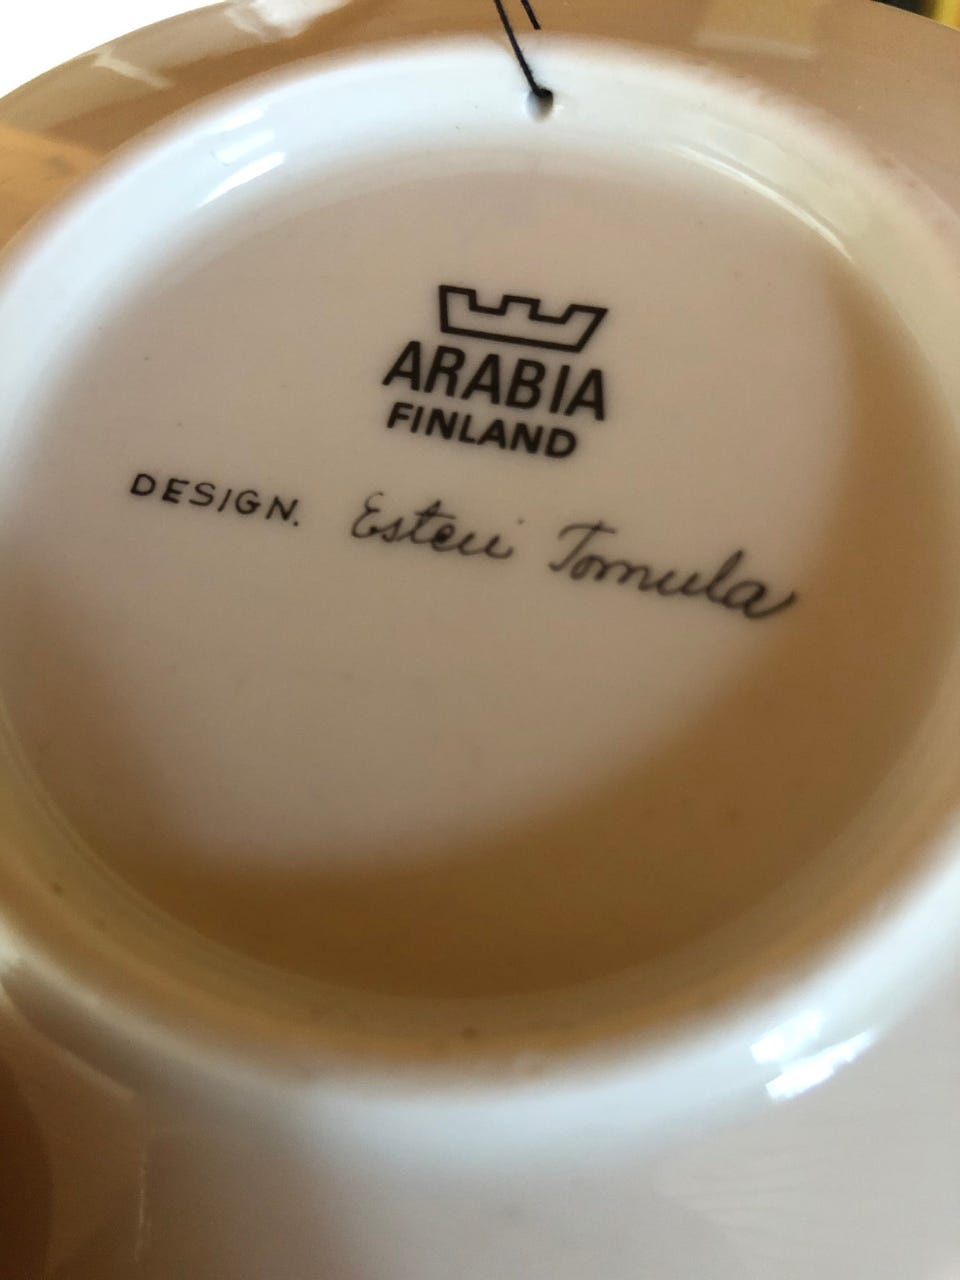 ARABIA
FINLAND
DESIGN. Esteri Tomula